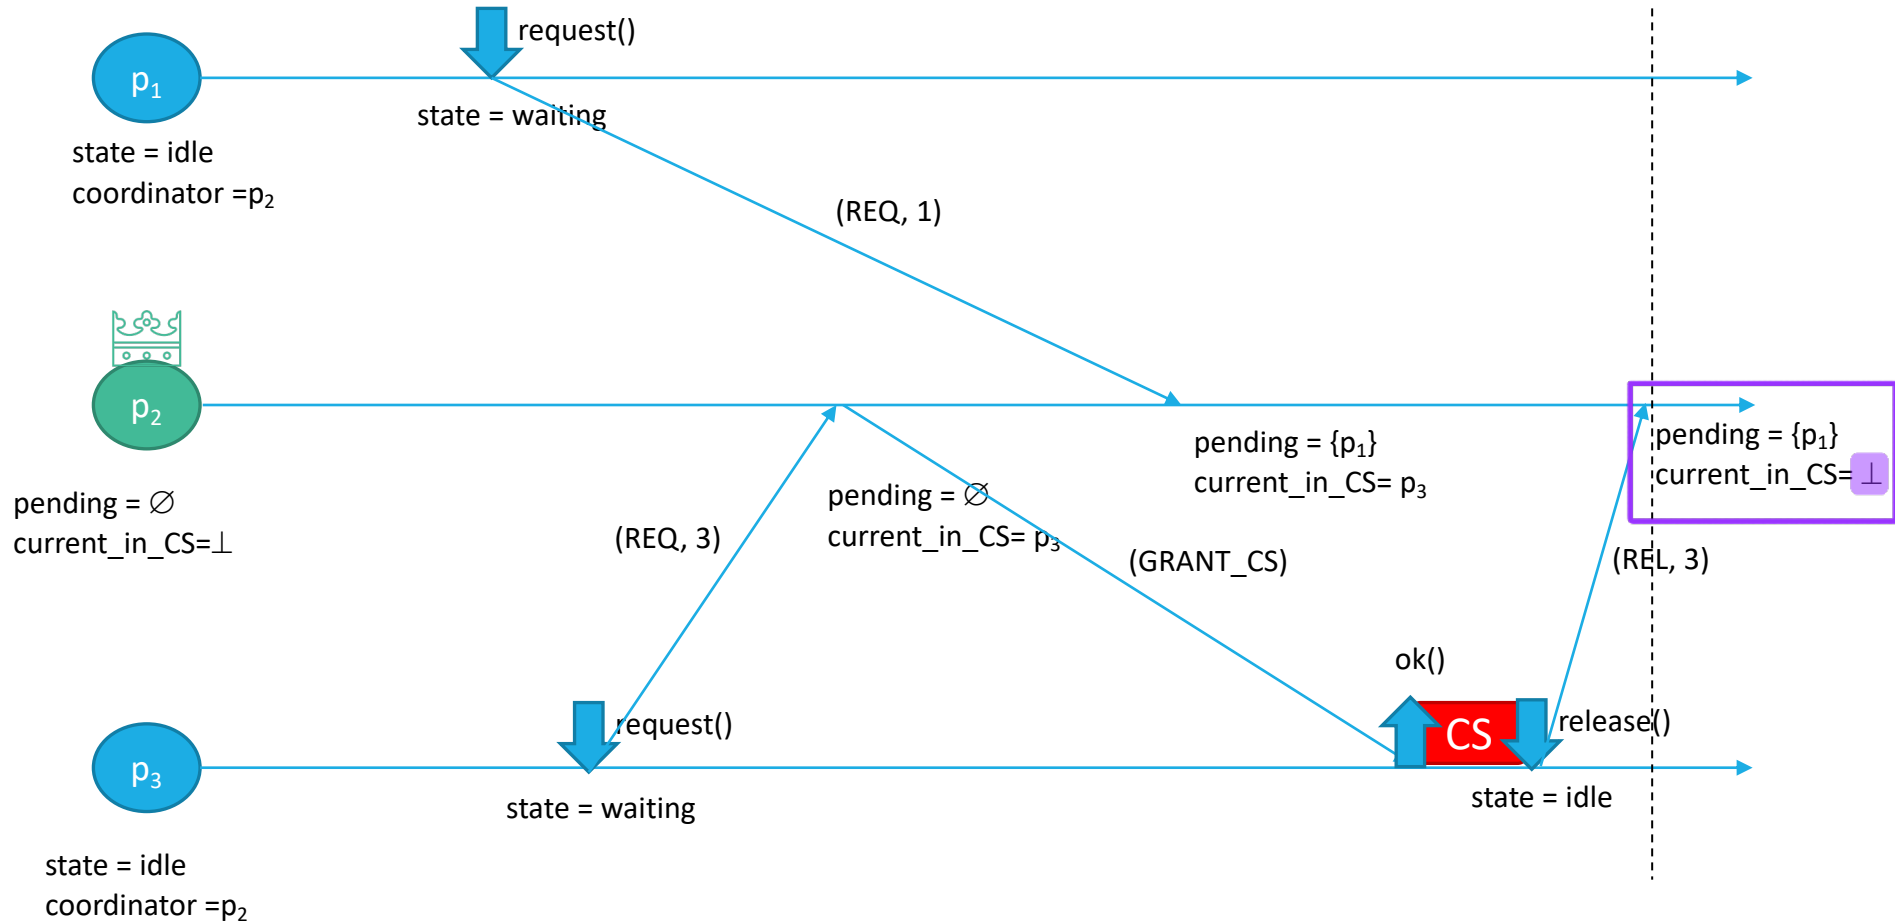 request()
p₁
state = waiting
state = idle
coordinator =p₂
(REQ, 1)
p₂
pending = {p₁}
current_in_CS= p₃
pending = {p₁}
current_in_CS=⊥
pending = ∅
current_in_CS=⊥
pending = ∅
current_in_CS= p₃
(REQ, 3)
(GRANT_CS)
(REL, 3)
ok()
request()
CS
release()
p₃
state = waiting
state = idle
state = idle
coordinator =p₂